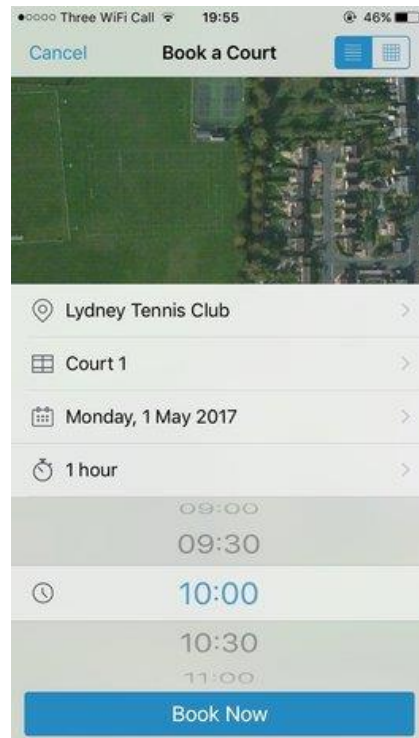 Three WiFi Call 19:55 46%
Cancel Book a Court
Lydney Tennis Club
Court 1
Monday, 1 May 2017
1 hour
09:00
09:30
10:00
10:30
11:00
Book Now